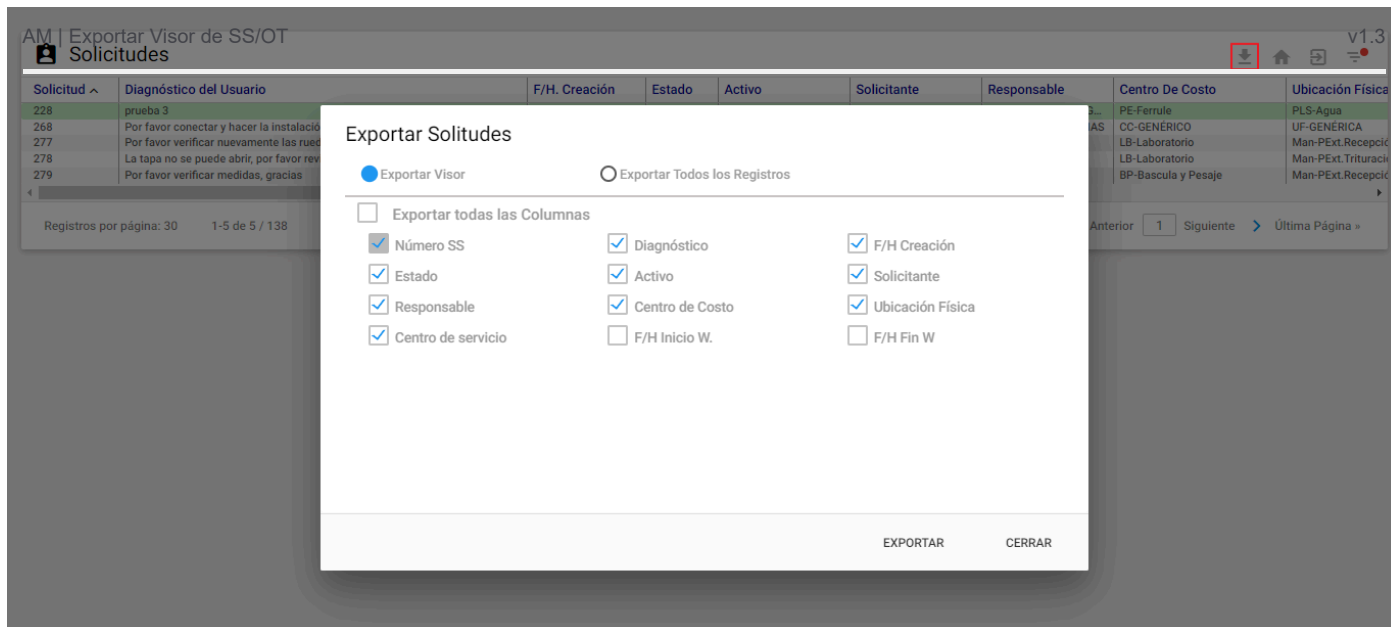 AM | Exportar Visor de SS/OT v1.3
Solicitudes
Solicitud Diagnóstico del Usuario F/H. Creación Estado Activo Solicitante Responsable Centro De Costo Ubicación Física
228 prueba 3 G... PE-Ferrule PLS-Agua
268 Por favor conectar y hacer la instalació AS CC-GENÉRICO UF-GENÉRICA
277 Por favor verificar nuevamente las rued LB-Laboratorio Man-PExt.Recepció
278 La tapa no se puede abrir, por favor rev LB-Laboratorio Man-PExt.Trituració
279 Por favor verificar medidas, gracias BP-Bascula y Pesaje Man-PExt.Recepció
Registros por página: 30 1-5 de 5 / 138 Anterior 1 Siguiente Última Página »
Exportar Solitudes
Exportar Visor Exportar Todos los Registros
Exportar todas las Columnas
Número SS Diagnóstico F/H Creación
Estado Activo Solicitante
Responsable Centro de Costo Ubicación Física
Centro de servicio F/H Inicio W. F/H Fin W
EXPORTAR CERRAR